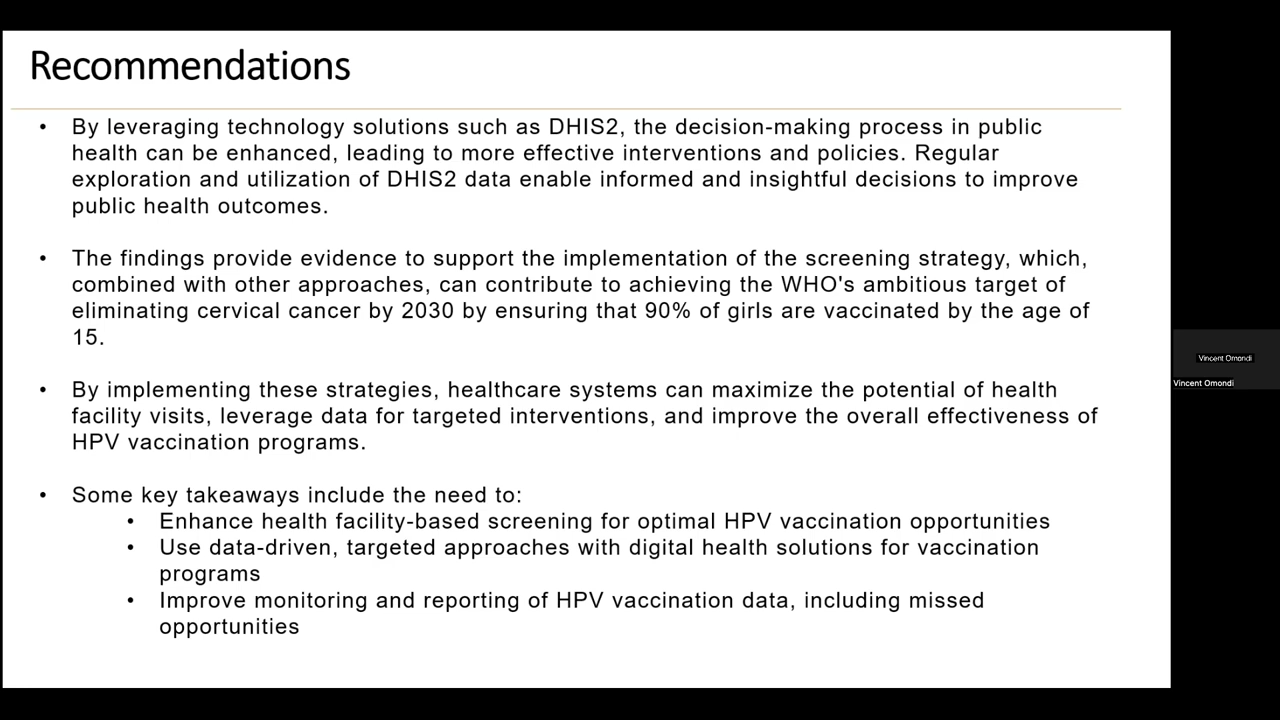 Recommendations
• By leveraging technology solutions such as DHIS2, the decision-making process in public
health can be enhanced, leading to more effective interventions and policies. Regular
exploration and utilization of DHIS2 data enable informed and insightful decisions to improve
public health outcomes.
• The findings provide evidence to support the implementation of the screening strategy, which,
combined with other approaches, can contribute to achieving the WHO's ambitious target of
eliminating cervical cancer by 2030 by ensuring that 90% of girls are vaccinated by the age of
15.
• By implementing these strategies, healthcare systems can maximize the potential of health
facility visits, leverage data for targeted interventions, and improve the overall effectiveness of
HPV vaccination programs.
• Some key takeaways include the need to:
• Enhance health facility-based screening for optimal HPV vaccination opportunities
• Use data-driven, targeted approaches with digital health solutions for vaccination
programs
• Improve monitoring and reporting of HPV vaccination data, including missed
opportunities
Vincent Omondi
Vincent Omondi